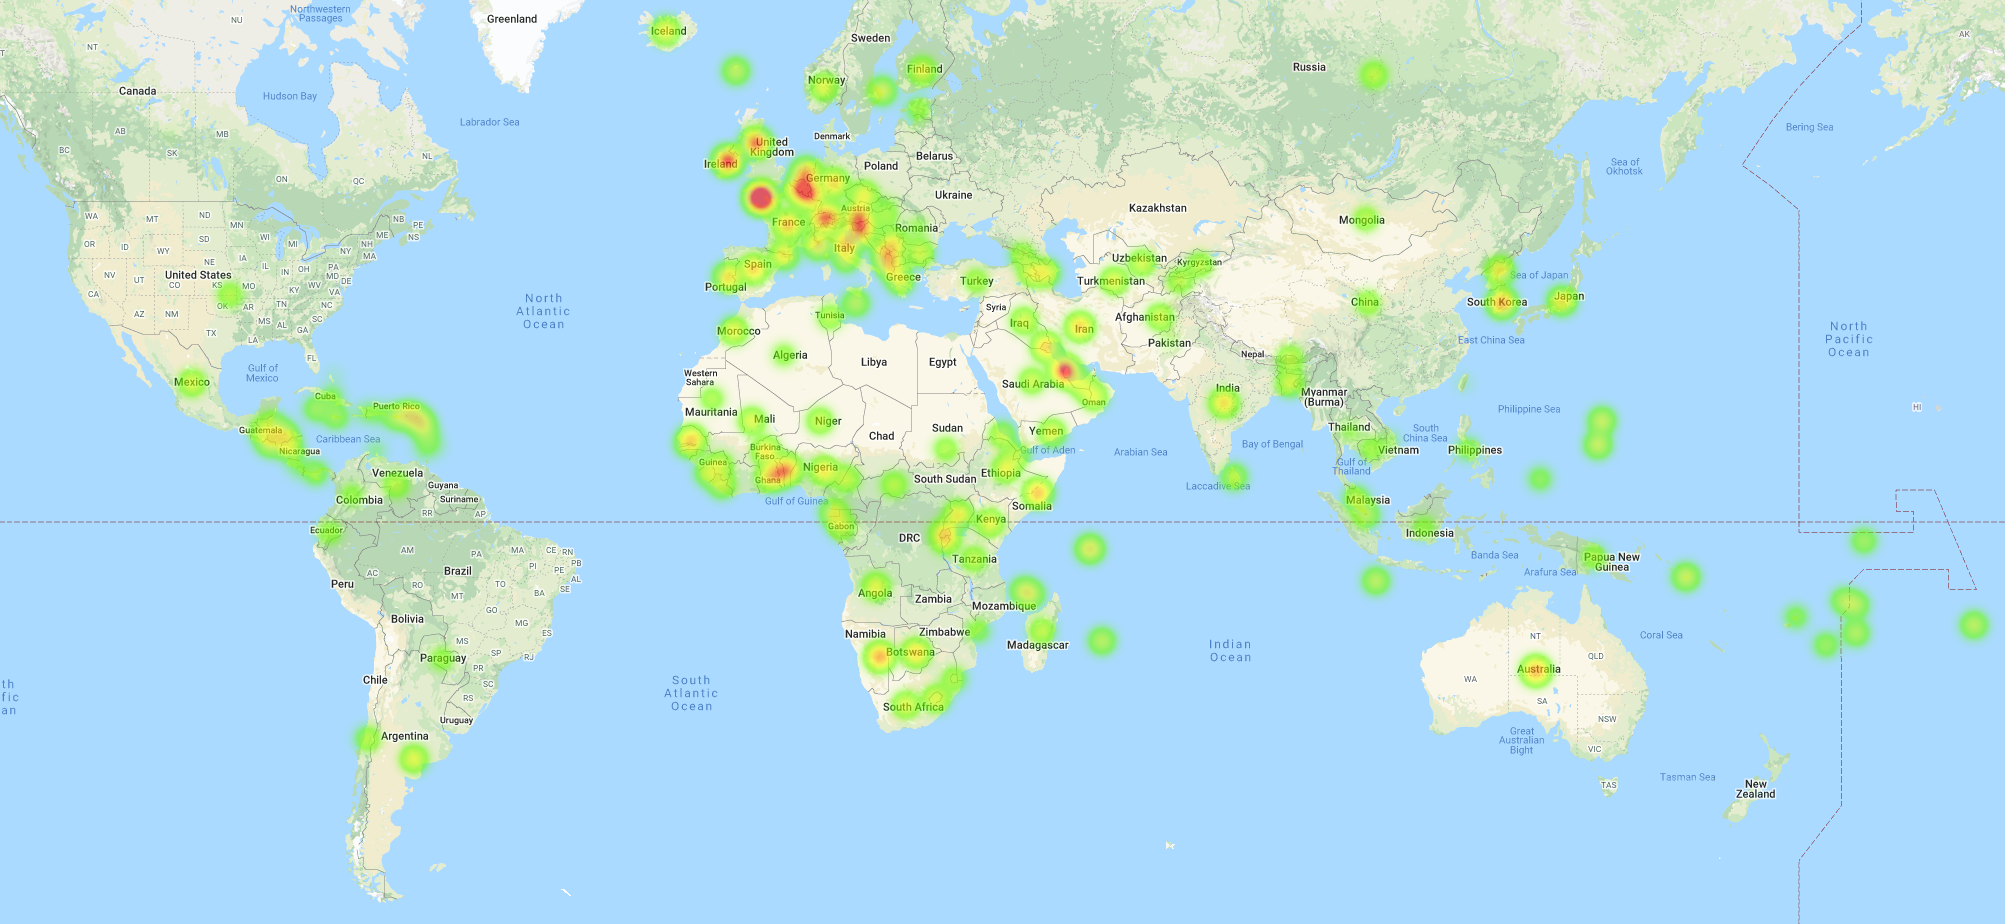 Northwestern
Passages
NU
NT
Greenland
Iceland
Canada
Hudson Bay
Labrador Sea
AB
BC
MB
SK
ON
QC
NL
NB
PE
NS
WA
MT
ND
MN
OR
ID
WY
SD
WI
MI
IA
NE
NV
UT
CO
KS
MO
IL
IN
OH
PA
NY
VT
NH
ME
MA
CT
RI
NJ
MD
DE
VA
WV
KY
NC
TN
SC
OK
AR
CA
AZ
NM
TX
LA
MS
AL
GA
FL
United States
Mexico
Gulf of
Mexico
Cuba
Puerto Rico
Caribbean Sea
Guatemala
Nicaragua
Venezuela
Guyana
Suriname
Colombia
Ecuador
RR
AP
AM
PA
MA
CE
RN
PB
PI
PE
AL
SE
AC
TO
BA
MT
GO
MG
ES
MS
SP
RJ
PR
SC
RS
Brazil
Peru
Bolivia
Paraguay
Chile
Argentina
Uruguay
North
Atlantic
Ocean
South
Atlantic
Ocean
Sweden
Finland
Norway
Denmark
United
Kingdom
Ireland
Poland
Belarus
Germany
Ukraine
Austria
France
Romania
Italy
Spain
Portugal
Greece
Turkey
Russia
Kazakhstan
Mongolia
Uzbekistan
Kyrgyzstan
Turkmenistan
Syria
Iraq
Iran
Afghanistan
Pakistan
Nepal
India
China
South Korea
Japan
Sea of Japan
East China Sea
Sea of
Okhotsk
Bering Sea
AK
HI
North
Pacific
Ocean
Morocco
Tunisia
Algeria
Libya
Egypt
Western
Sahara
Mauritania
Mali
Niger
Chad
Sudan
Saudi Arabia
Oman
Yemen
Gulf of Aden
Arabian Sea
Burkina
Faso
Guinea
Ghana
Nigeria
Gulf of Guinea
South Sudan
Ethiopia
Somalia
Gabon
DRC
Kenya
Tanzania
Angola
Zambia
Mozambique
Namibia
Zimbabwe
Botswana
Madagascar
South Africa
Indian
Ocean
Laccadive Sea
Bay of Bengal
Myanmar
(Burma)
Thailand
Gulf of
Thailand
Vietnam
South
China Sea
Philippines
Philippine Sea
Malaysia
Indonesia
Banda Sea
Arafura Sea
Papua New
Guinea
Coral Sea
Australia
NT
QLD
WA
SA
NSW
VIC
TAS
Great
Australian
Bight
Tasman Sea
New
Zealand
th
fic
an